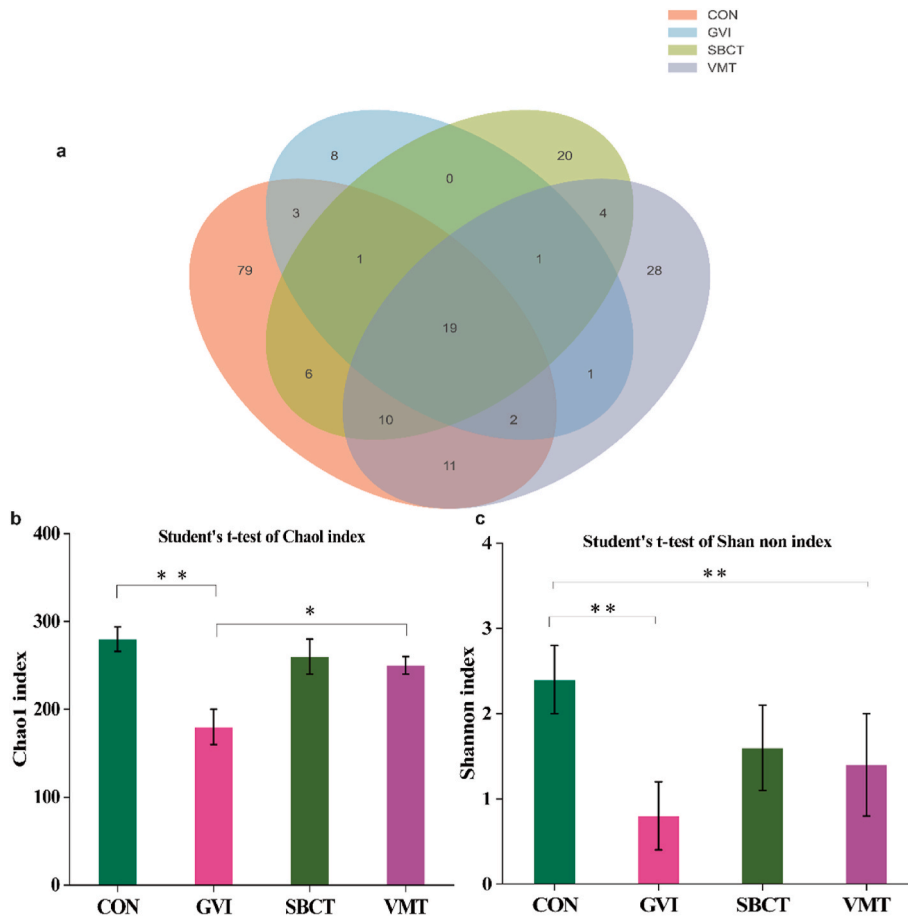 CON
GVI
SBCT
VMT
a
8
0
20
3
4
79
1
1
28
19
6
1
10
2
11
b
Student's t-test of Chaol index
400
300
200
100
0
Chao1 index
* *
*
CON GVI SBCT VMT
c
Student's t-test of Shan non index
4
3
2
1
0
Shannon index
**
**
CON GVI SBCT VMT